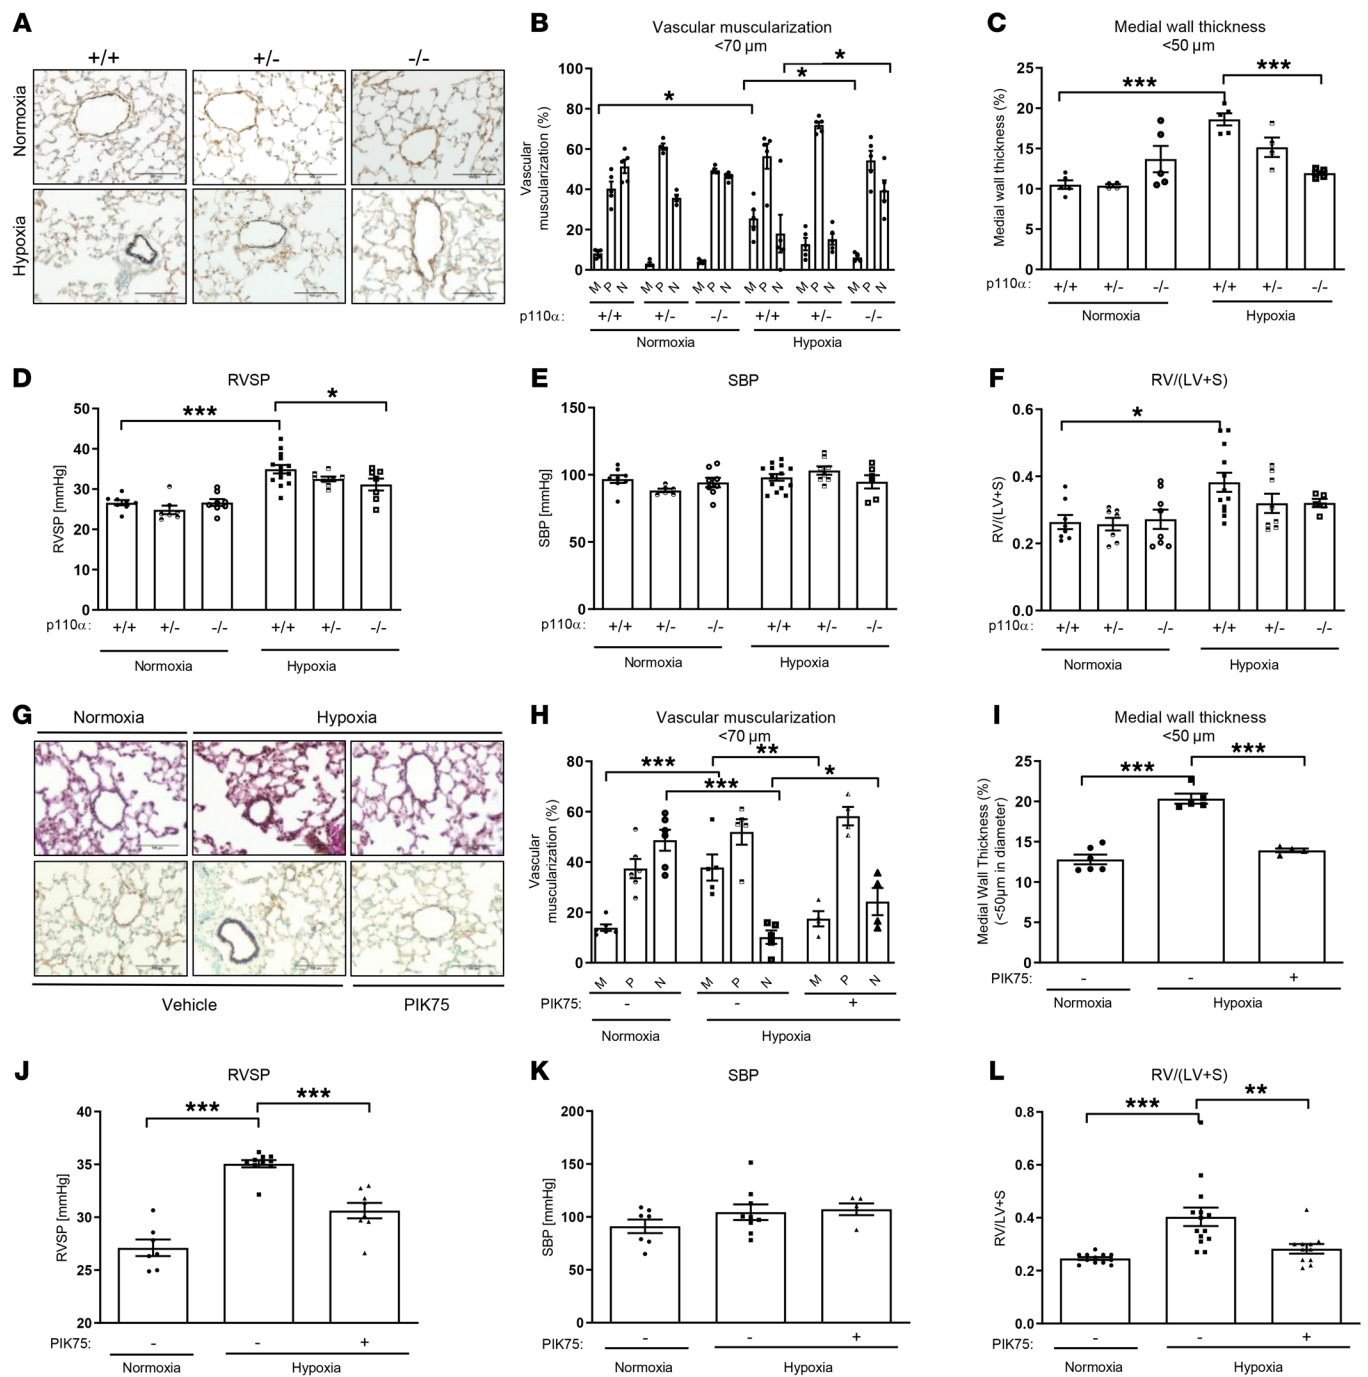 A
+/+
+/-
-/-
Normoxia
Hypoxia
B
Vascular muscularization
<70 µm
Vascular
muscularization (%)
100
80
60
40
20
0
*
*
*
M P N M P N M P N M P N M P N M P N
p110α: +/+ +/- -/- +/+ +/- -/-
Normoxia Hypoxia
C
Medial wall thickness
<50 µm
Medial wall thickness (%)
25
20
15
10
5
0
***
***
p110α: +/+ +/- -/- +/+ +/- -/-
Normoxia Hypoxia
D
RVSP
RVSP [mmHg]
50
40
30
20
10
0
***
*
p110α: +/+ +/- -/- +/+ +/- -/-
Normoxia Hypoxia
E
SBP
SBP [mmHg]
150
100
50
0
p110α: +/+ +/- -/- +/+ +/- -/-
Normoxia Hypoxia
F
RV/(LV+S)
RV/(LV+S)
0.6
0.4
0.2
0.0
*
p110α: +/+ +/- -/- +/+ +/- -/-
Normoxia Hypoxia
G
Normoxia Hypoxia
Vehicle PIK75
H
Vascular muscularization
<70 µm
Vascular
muscularization (%)
80
60
40
20
0
***
***
**
*
M P N M P N M P N
PIK75: - - +
Normoxia Hypoxia
I
Medial wall thickness
<50 µm
Medial Wall Thickness (%)
(<50µm in diameter)
25
20
15
10
5
0
***
***
PIK75: - - +
Normoxia Hypoxia
J
RVSP
RVSP [mmHg]
40
35
30
25
20
***
***
PIK75: - - +
Normoxia Hypoxia
K
SBP
SBP [mmHg]
200
150
100
50
0
PIK75: - - +
Normoxia Hypoxia
L
RV/(LV+S)
RV/LV+S
0.8
0.6
0.4
0.2
0.0
***
**
PIK75: - - +
Normoxia Hypoxia